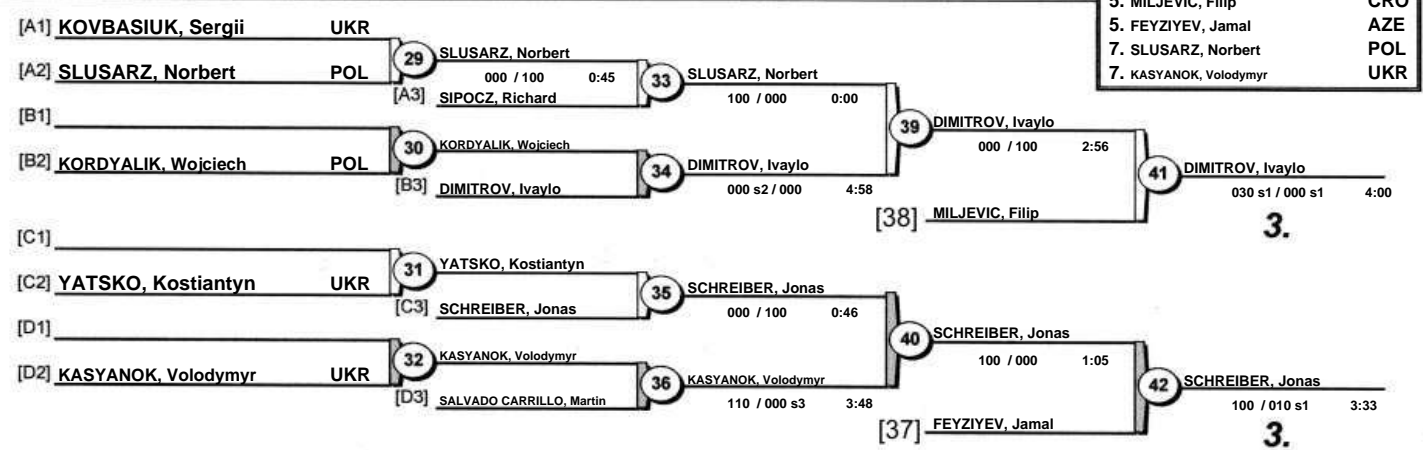 5. MILJEVIC, Filip CRO
5. FEYZIYEV, Jamal AZE
7. SLUSARZ, Norbert POL
7. KASYANOK, Volodymyr UKR
[A1] KOVBASIUK, Sergii UKR
29
SLUSARZ, Norbert
000 / 100 0:45
[A2] SLUSARZ, Norbert POL
[A3] SIPOCZ, Richard
33
SLUSARZ, Norbert
100 / 000 0:00
[B1]
30
KORDYALIK, Wojciech
[B2] KORDYALIK, Wojciech POL
[B3] DIMITROV, Ivaylo
34
DIMITROV, Ivaylo
000 s2 / 000 4:58
39
DIMITROV, Ivaylo
000 / 100 2:56
[38] MILJEVIC, Filip
41
DIMITROV, Ivaylo
030 s1 / 000 s1 4:00
3.
[C1]
31
YATSKO, Kostiantyn
[C2] YATSKO, Kostiantyn UKR
[C3] SCHREIBER, Jonas
35
SCHREIBER, Jonas
000 / 100 0:46
[D1]
32
KASYANOK, Volodymyr
[D2] KASYANOK, Volodymyr UKR
[D3] SALVADO CARRILLO, Martin
36
KASYANOK, Volodymyr
110 / 000 s3 3:48
40
SCHREIBER, Jonas
100 / 000 1:05
[37] FEYZIYEV, Jamal
42
SCHREIBER, Jonas
100 / 010 s1 3:33
3.